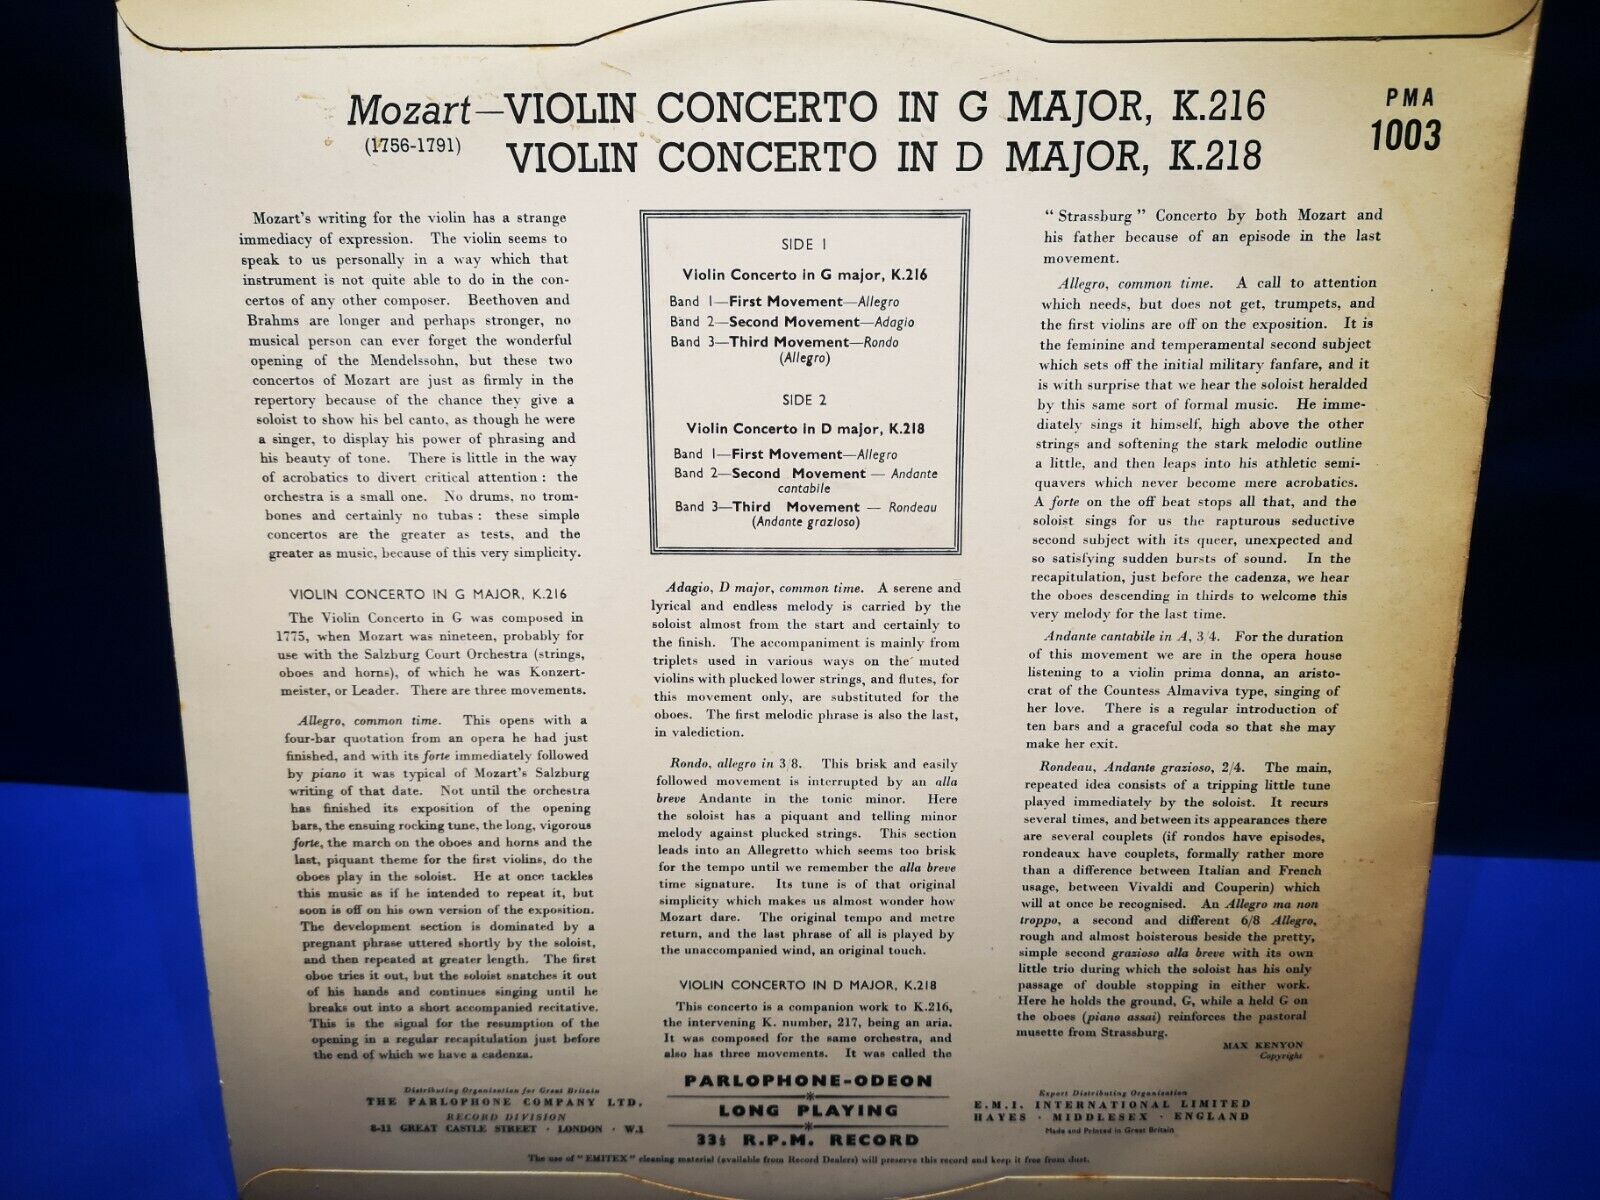 Mozart—VIOLIN CONCERTO IN G MAJOR, K.216
(1756-1791)
VIOLIN CONCERTO IN D MAJOR, K.218
PMA
1003
Mozart's writing for the violin has a strange
immediacy of expression. The violin seems to
speak to us personally in a way which that
instrument is not quite able to do in the con-
certos of any other composer. Beethoven and
Brahms are longer and perhaps stronger, no
musical person can ever forget the wonderful
opening of the Mendelssohn, but these two
concertos of Mozart are just as firmly in the
repertory because of the chance they give a
soloist to show his bel canto, as though he were
a singer, to display his power of phrasing and
his beauty of tone. There is little in the way
of acrobatics to divert critical attention : the
orchestra is a small one. No drums, no trom-
bones and certainly no tubas : these simple
concertos are the greater as tests, and the
greater as music, because of this very simplicity.
VIOLIN CONCERTO IN G MAJOR, K.216
The Violin Concerto in G was composed in
1775, when Mozart was nineteen, probably for
use with the Salzburg Court Orchestra (strings,
oboes and horns), of which he was Konzert-
meister, or Leader. There are three movements.
Allegro, common time. This opens with a
four-bar quotation from an opera he had just
finished, and with its forte immediately followed
by piano it was typical of Mozart's Salzburg
writing of that date. Not until the orchestra
has finished its exposition of the opening
bars, the ensuing rocking tune, the long, vigorous
forte, the march on the oboes and horns and the
last, piquant theme for the first violins, do the
oboes play in the soloist. He at once tackles
this music as if he intended to repeat it, but
soon is off on his own version of the exposition.
The development section is dominated by a
pregnant phrase uttered shortly by the soloist,
and then repeated at greater length. The first
oboe tries it out, but the soloist snatches it out
of his hands and continues singing until he
breaks out into a short accompanied recitative.
This is the signal for the resumption of the
opening in a regular recapitulation just before
the end of which we have a cadenza.
SIDE 1
Violin Concerto in G major, K.216
Band 1—First Movement—Allegro
Band 2—Second Movement—Adagio
Band 3—Third Movement—Rondo
(Allegro)
SIDE 2
Violin Concerto in D major, K.218
Band 1—First Movement—Allegro
Band 2—Second Movement — Andante
cantabile
Band 3—Third Movement — Rondeau
(Andante grazioso)
Adagio, D major, common time. A serene and
lyrical and endless melody is carried by the
soloist almost from the start and certainly to
the finish. The accompaniment is mainly from
triplets used in various ways on the muted
violins with plucked lower strings, and flutes, for
this movement only, are substituted for the
oboes. The first melodic phrase is also the last,
in valediction.
Rondo, allegro in 3/8. This brisk and easily
followed movement is interrupted by an alla
breve Andante in the tonic minor. Here
the soloist has a piquant and telling minor
melody against plucked strings. This section
leads into an Allegretto which seems too brisk
for the tempo until we remember the alla breve
time signature. Its tune is of that original
simplicity which makes us almost wonder how
Mozart dare. The original tempo and metre
return, and the last phrase of all is played by
the unaccompanied wind, an original touch.
VIOLIN CONCERTO IN D MAJOR, K.218
This concerto is a companion work to K.216,
the intervening K. number, 217, being an aria.
It was composed for the same orchestra, and
also has three movements. It was called the
"Strassburg" Concerto by both Mozart and
his father because of an episode in the last
movement.
Allegro, common time. A call to attention
which needs, but does not get, trumpets, and
the first violins are off on the exposition. It is
the feminine and temperamental second subject
which sets off the initial military fanfare, and it
is with surprise that we hear the soloist heralded
by this same sort of formal music. He imme-
diately sings it himself, high above the other
strings and softening the stark melodic outline
a little, and then leaps into his athletic semi-
quavers which never become mere acrobatics.
A forte on the off beat stops all that, and the
soloist sings for us the rapturous seductive
second subject with its queer, unexpected and
so satisfying sudden bursts of sound. In the
recapitulation, just before the cadenza, we hear
the oboes descending in thirds to welcome this
very melody for the last time.
Andante cantabile in A, 3/4. For the duration
of this movement we are in the opera house
listening to a violin prima donna, an aristo-
crat of the Countess Almaviva type, singing of
her love. There is a regular introduction of
ten bars and a graceful coda so that she may
make her exit.
Rondeau, Andante grazioso, 2/4. The main,
repeated idea consists of a tripping little tune
played immediately by the soloist. It recurs
several times, and between its appearances there
are several couplets (if rondos have episodes,
rondeaux have couplets, formally rather more
than a difference between Italian and French
usage, between Vivaldi and Couperin) which
will at once be recognised. An Allegro ma non
troppo, a second and different 6/8 Allegro,
rough and almost boisterous beside the pretty,
simple second grazioso alla breve with its own
little trio during which the soloist has his only
passage of double stopping in either work.
Here he holds the ground, G, while a held G on
the oboes (piano assai) reinforces the pastoral
musette from Strassburg.
MAX KENYON
Copyright
Distributing Organisation for Great Britain
THE PARLOPHONE COMPANY LTD.
RECORD DIVISION
8-11 GREAT CASTLE STREET · LONDON · W.1
PARLOPHONE-ODEON
LONG PLAYING
33⅓ R.P.M. RECORD
Export Distributing Organisation
E.M.I. INTERNATIONAL LIMITED
HAYES · MIDDLESEX · ENGLAND
Made and Printed in Great Britain
The use of "EMITEX" cleaning material (available from Record Dealers) will preserve this record and keep it free from dust.